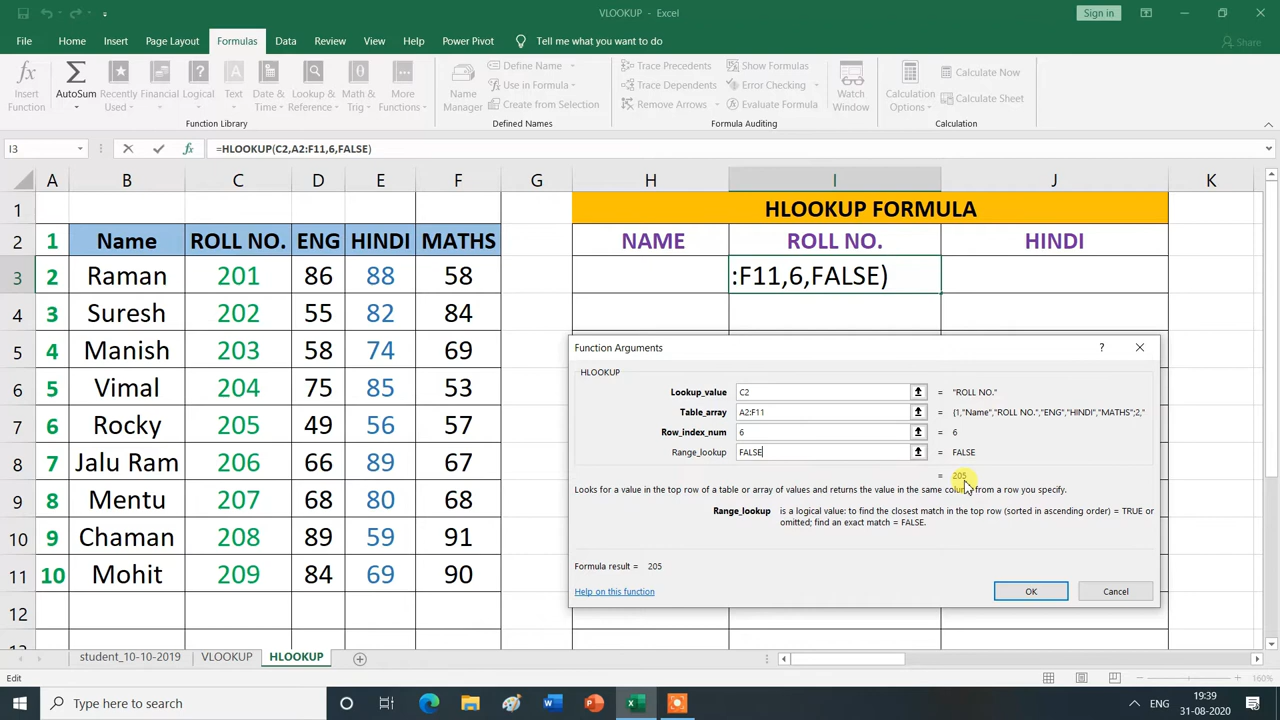 VLOOKUP - Excel
Sign in
File Home Insert Page Layout Formulas Data Review View Help Power Pivot Tell me what you want to do Share
Insert Function
AutoSum
Recently Used
Financial
Logical
Text
Date & Time
Lookup & Reference
Math & Trig
More Functions
Function Library
Name Manager
Define Name
Use in Formula
Create from Selection
Defined Names
Trace Precedents
Trace Dependents
Remove Arrows
Show Formulas
Error Checking
Evaluate Formula
Formula Auditing
Watch Window
Calculation Options
Calculate Now
Calculate Sheet
Calculation
I3 fx =HLOOKUP(C2,A2:F11,6,FALSE)
A B C D E F G H I J K
1 HLOOKUP FORMULA
2 1 Name ROLL NO. ENG HINDI MATHS NAME ROLL NO. HINDI
3 2 Raman 201 86 88 58 :F11,6,FALSE)
4 3 Suresh 202 55 82 84
5 4 Manish 203 58 74 69
6 5 Vimal 204 75 85 53
7 6 Rocky 205 49 56 57
8 7 Jalu Ram 206 66 89 67
9 8 Mentu 207 68 80 68
10 9 Chaman 208 89 59 91
11 10 Mohit 209 84 69 90
12
Function Arguments ?
HLOOKUP
Lookup_value C2 = "ROLL NO."
Table_array A2:F11 = {1,"Name","ROLL NO.","ENG","HINDI","MATHS";2,"
Row_index_num 6 = 6
Range_lookup FALSE = FALSE
= 205
Looks for a value in the top row of a table or array of values and returns the value in the same column from a row you specify.
Range_lookup is a logical value: to find the closest match in the top row (sorted in ascending order) = TRUE or
omitted; find an exact match = FALSE.
Formula result = 205
Help on this function
OK Cancel
student_10-10-2019 VLOOKUP HLOOKUP
Edit 160%
Type here to search
ENG
19:39
31-08-2020